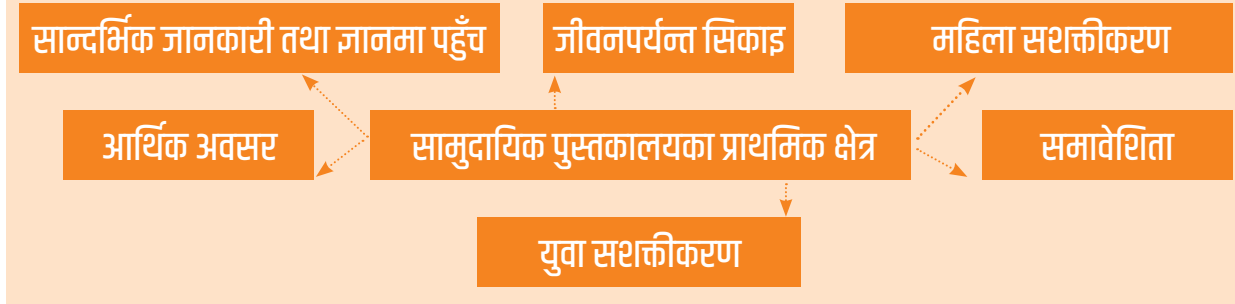 सान्दर्भिक जानकारी तथा ज्ञानमा पहुँच
जीवनपर्यन्त सिकाइ
महिला सशक्तीकरण
आर्थिक अवसर
सामुदायिक पुस्तकालयका प्राथमिक क्षेत्र
समावेशिता
युवा सशक्तीकरण